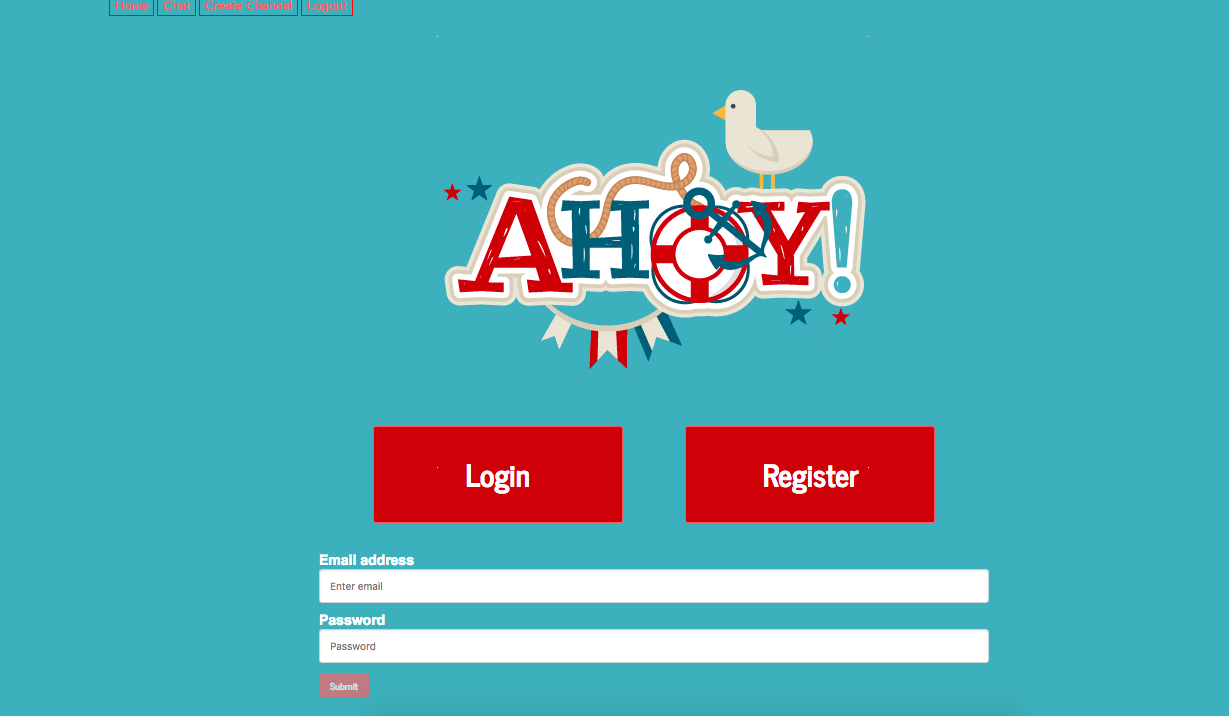 Home Chat Create Channel Logout
AHOY!
Login Register
Email address
Enter email
Password
Password
Submit